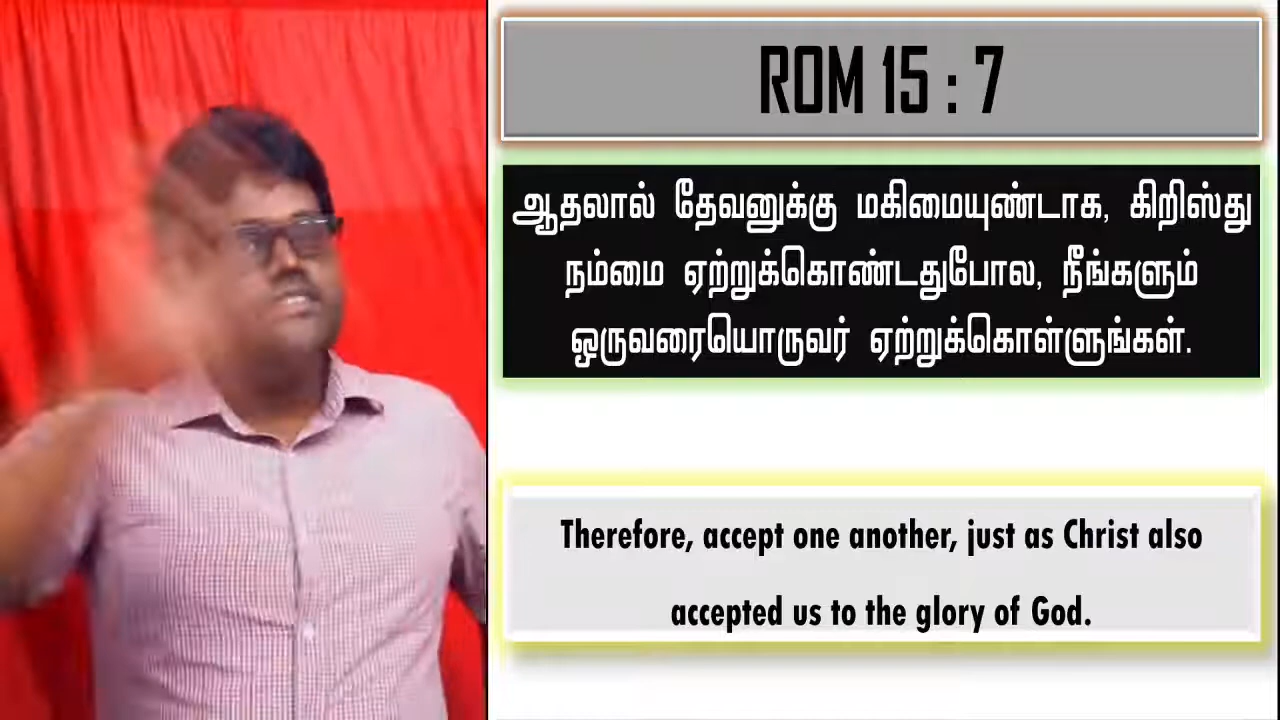 ROM 15 : 7
ஆதலால் தேவனுக்கு மகிமையுண்டாக, கிறிஸ்து
நம்மை ஏற்றுக்கொண்டதுபோல, நீங்களும்
ஒருவரையொருவர் ஏற்றுக்கொள்ளுங்கள்.
Therefore, accept one another, just as Christ also
accepted us to the glory of God.